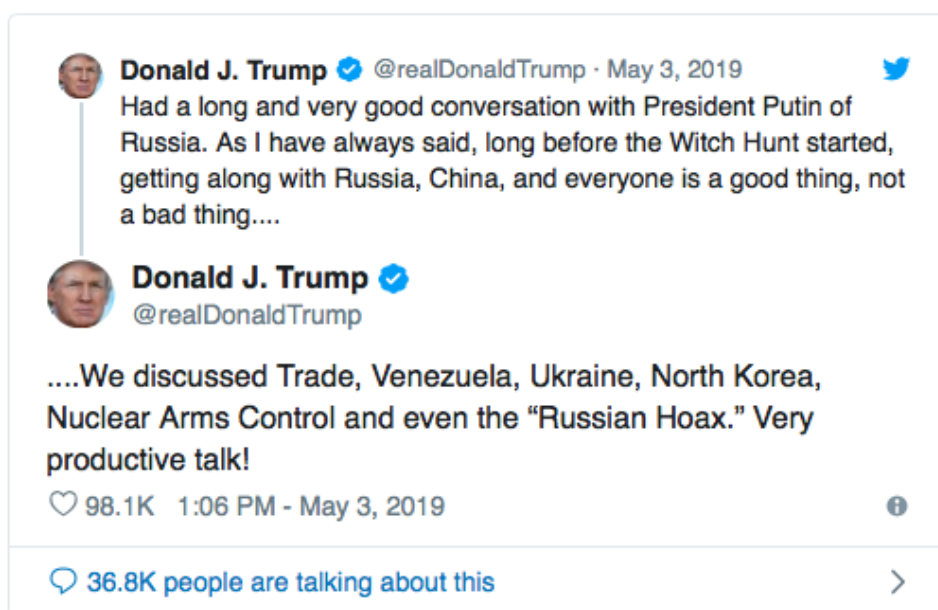 Donald J. Trump @realDonaldTrump · May 3, 2019
Had a long and very good conversation with President Putin of
Russia. As I have always said, long before the Witch Hunt started,
getting along with Russia, China, and everyone is a good thing, not
a bad thing....
Donald J. Trump
@realDonaldTrump
....We discussed Trade, Venezuela, Ukraine, North Korea,
Nuclear Arms Control and even the “Russian Hoax.” Very
productive talk!
98.1K 1:06 PM - May 3, 2019
36.8K people are talking about this